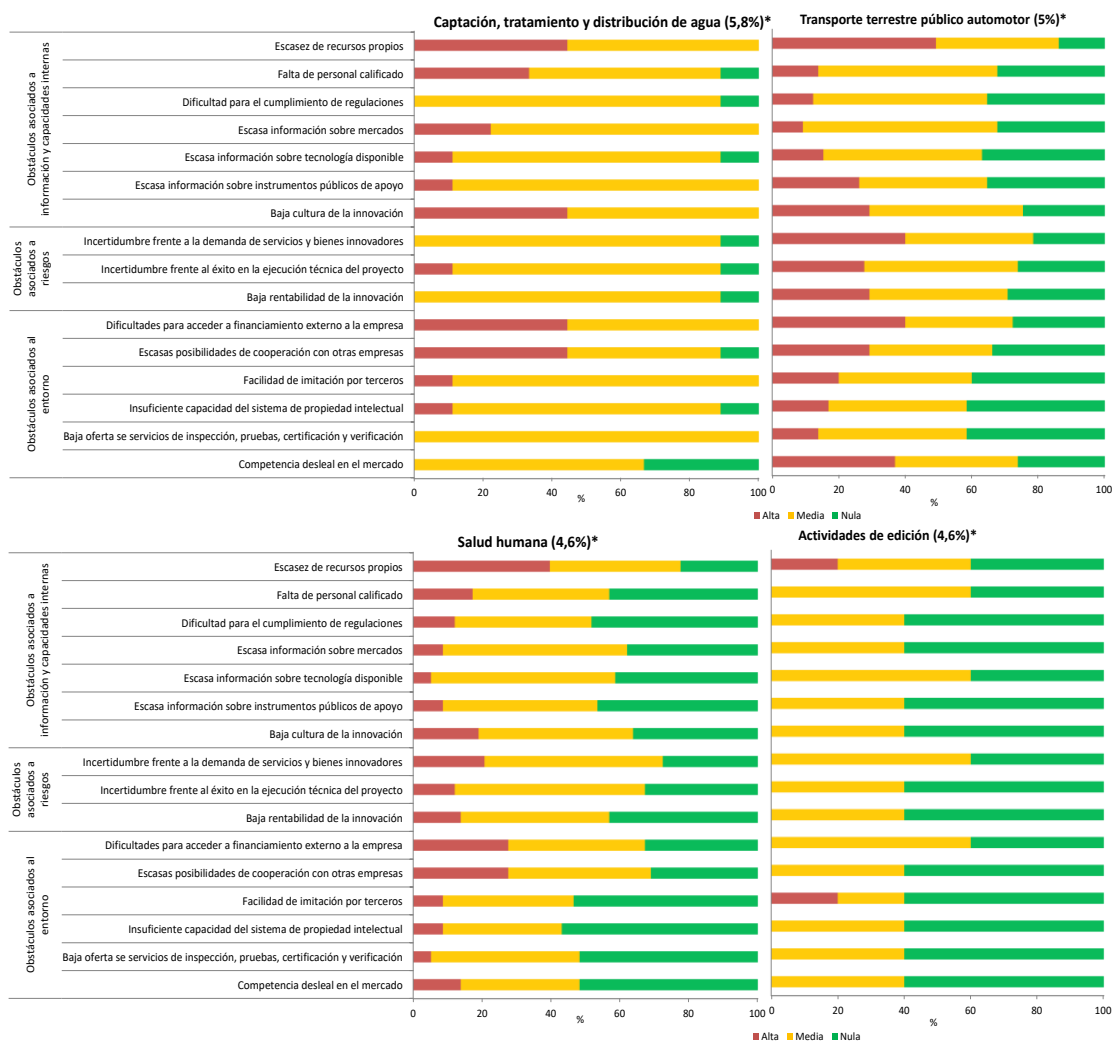 Captación, tratamiento y distribución de agua (5,8%)*
Transporte terrestre público automotor (5%)*
Obstáculos asociados a
información y capacidades internas
Escasez de recursos propios
Falta de personal calificado
Dificultad para el cumplimiento de regulaciones
Escasa información sobre mercados
Escasa información sobre tecnología disponible
Escasa información sobre instrumentos públicos de apoyo
Baja cultura de la innovación
Obstáculos
asociados a
riesgos
Incertidumbre frente a la demanda de servicios y bienes innovadores
Incertidumbre frente al éxito en la ejecución técnica del proyecto
Baja rentabilidad de la innovación
Obstáculos asociados al
entorno
Dificultades para acceder a financiamiento externo a la empresa
Escasas posibilidades de cooperación con otras empresas
Facilidad de imitación por terceros
Insuficiente capacidad del sistema de propiedad intelectual
Baja oferta se servicios de inspección, pruebas, certificación y verificación
Competencia desleal en el mercado
0 20 40 60 80 100
%
0 20 40 60 80 100
%
Alta Media Nula
Salud humana (4,6%)*
Actividades de edición (4,6%)*
Obstáculos asociados a
información y capacidades internas
Escasez de recursos propios
Falta de personal calificado
Dificultad para el cumplimiento de regulaciones
Escasa información sobre mercados
Escasa información sobre tecnología disponible
Escasa información sobre instrumentos públicos de apoyo
Baja cultura de la innovación
Obstáculos
asociados a
riesgos
Incertidumbre frente a la demanda de servicios y bienes innovadores
Incertidumbre frente al éxito en la ejecución técnica del proyecto
Baja rentabilidad de la innovación
Obstáculos asociados al
entorno
Dificultades para acceder a financiamiento externo a la empresa
Escasas posibilidades de cooperación con otras empresas
Facilidad de imitación por terceros
Insuficiente capacidad del sistema de propiedad intelectual
Baja oferta se servicios de inspección, pruebas, certificación y verificación
Competencia desleal en el mercado
0 20 40 60 80 100
%
0 20 40 60 80 100
%
Alta Media Nula